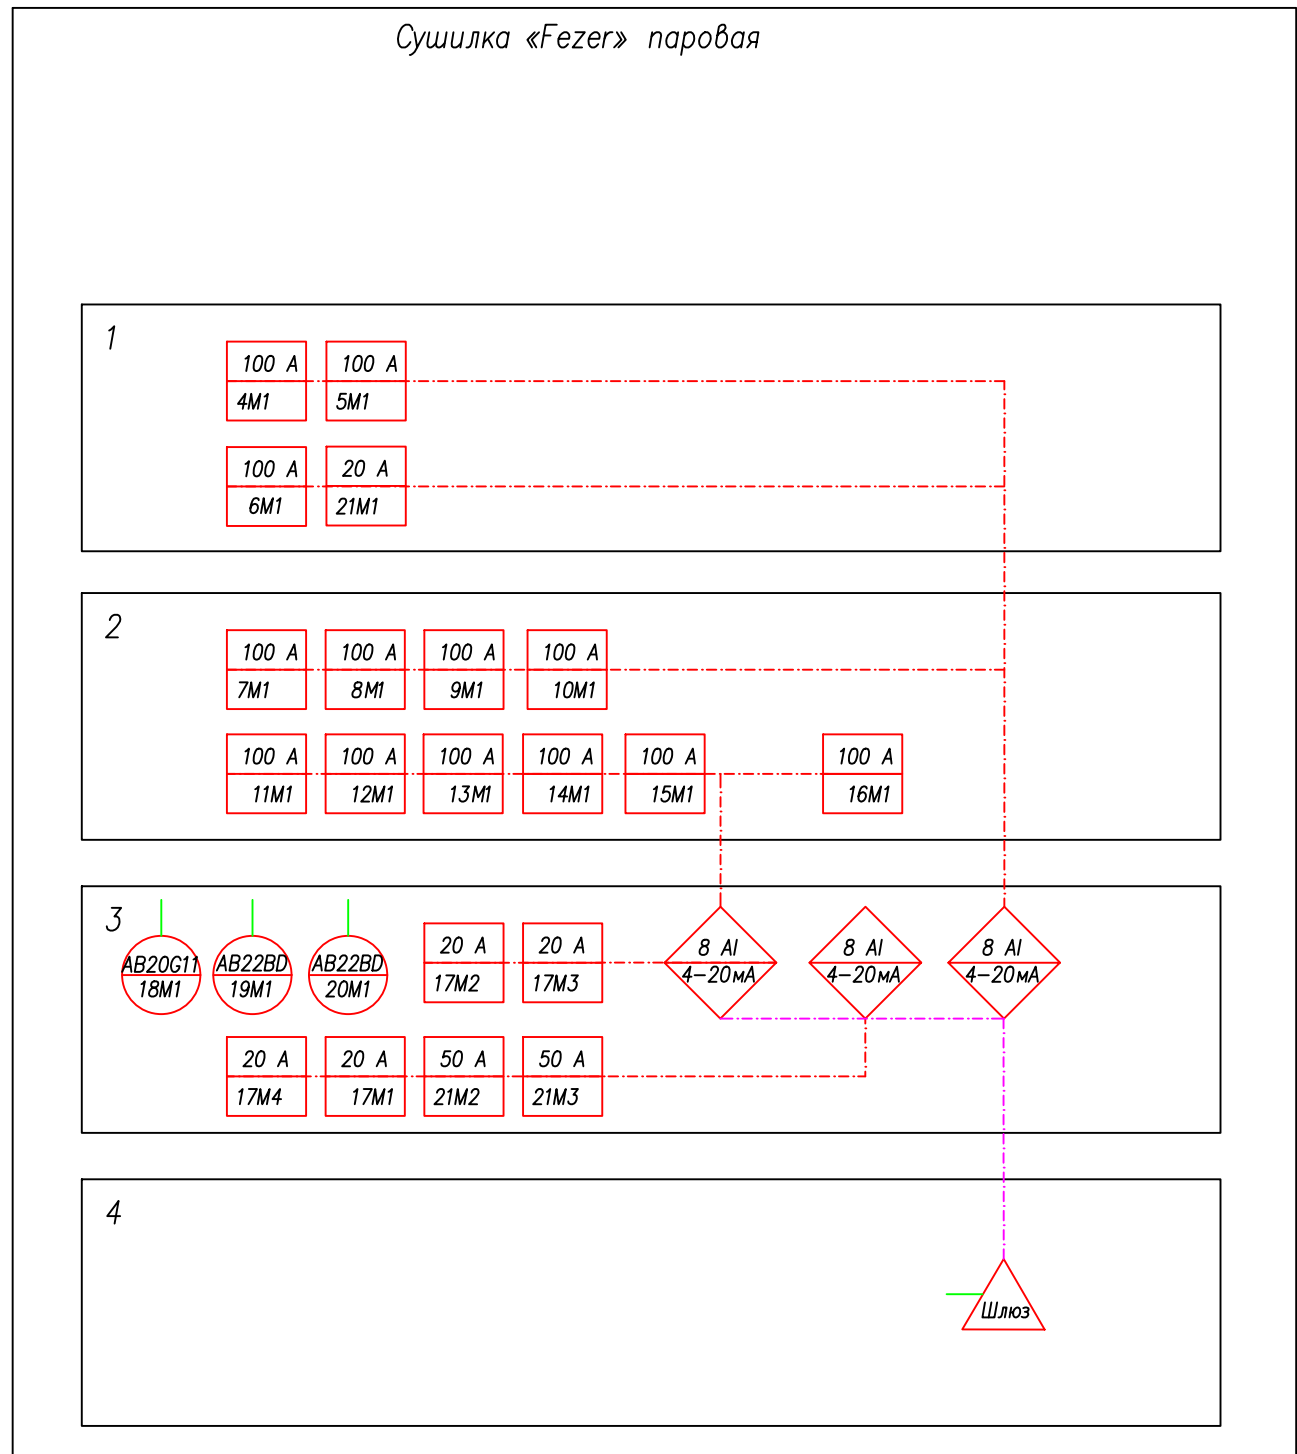 Сушилка «Fezer» паровая
1
100 A 100 A
4M1 5M1
100 A 20 A
6M1 21M1
2
100 A 100 A 100 A 100 A
7M1 8M1 9M1 10M1
100 A 100 A 100 A 100 A 100 A 100 A
11M1 12M1 13M1 14M1 15M1 16M1
3
AB20G11 AB22BD AB22BD 20 A 20 A 8 AI 8 AI 8 AI
18M1 19M1 20M1 17M2 17M3 4-20мА 4-20мА 4-20мА
20 A 20 A 50 A 50 A
17M4 17M1 21M2 21M3
4
Шлюз